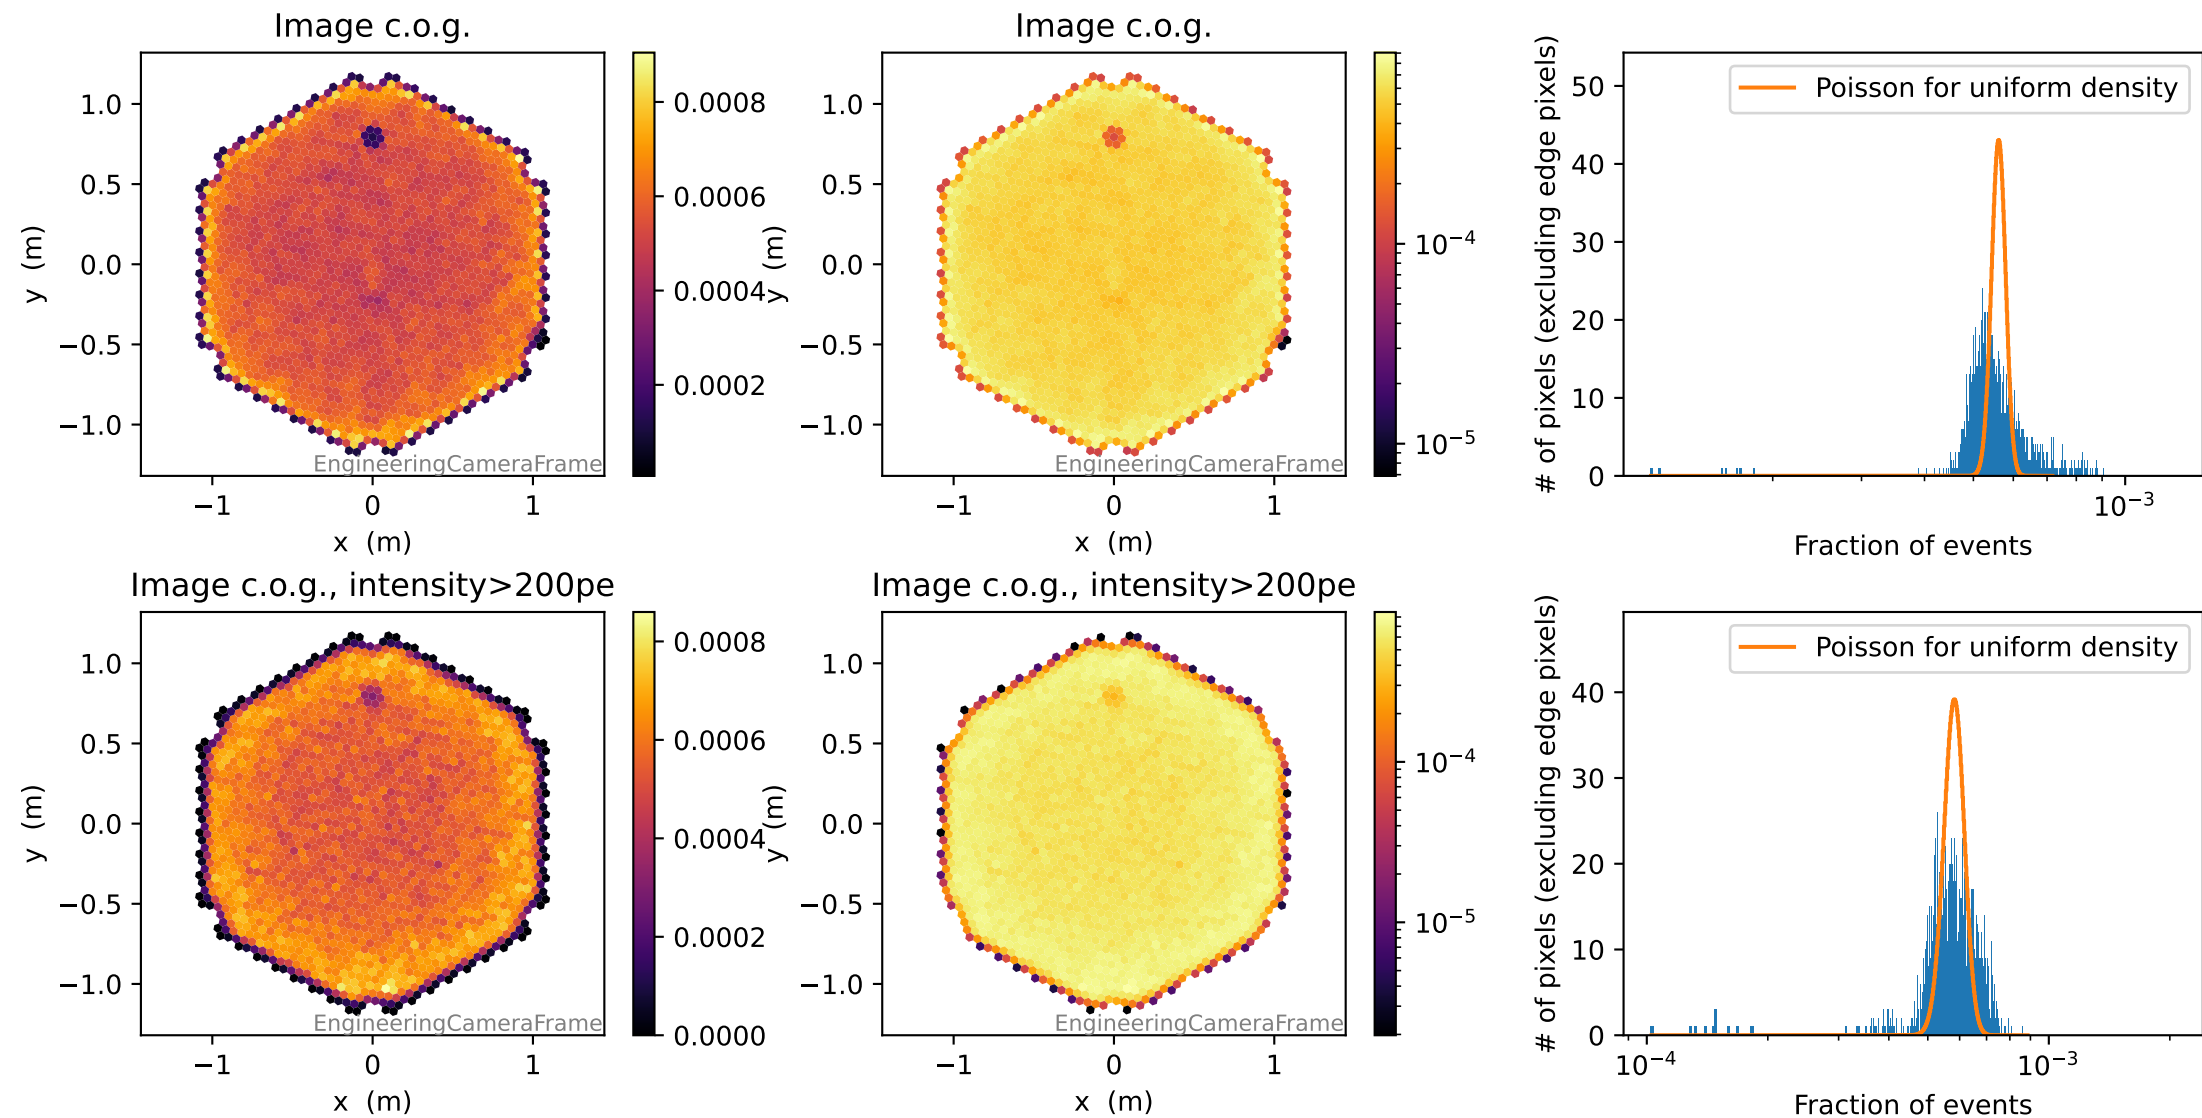 Image c.o.g.
1.0
0.5
0.0
−0.5
−1.0
y (m)
−1
0
1
x (m)
EngineeringCameraFrame
0.0008
0.0006
0.0004
0.0002
Image c.o.g.
1.0
0.5
0.0
−0.5
−1.0
y (m)
−1
0
1
x (m)
EngineeringCameraFrame
10⁻⁴
10⁻⁵
# of pixels (excluding edge pixels)
50
40
30
20
10
0
Poisson for uniform density
10⁻³
Fraction of events
Image c.o.g., intensity>200pe
1.0
0.5
0.0
−0.5
−1.0
y (m)
−1
0
1
x (m)
EngineeringCameraFrame
0.0008
0.0006
0.0004
0.0002
0.0000
Image c.o.g., intensity>200pe
1.0
0.5
0.0
−0.5
−1.0
y (m)
−1
0
1
x (m)
EngineeringCameraFrame
10⁻⁴
10⁻⁵
# of pixels (excluding edge pixels)
40
30
20
10
0
Poisson for uniform density
10⁻⁴
10⁻³
Fraction of events